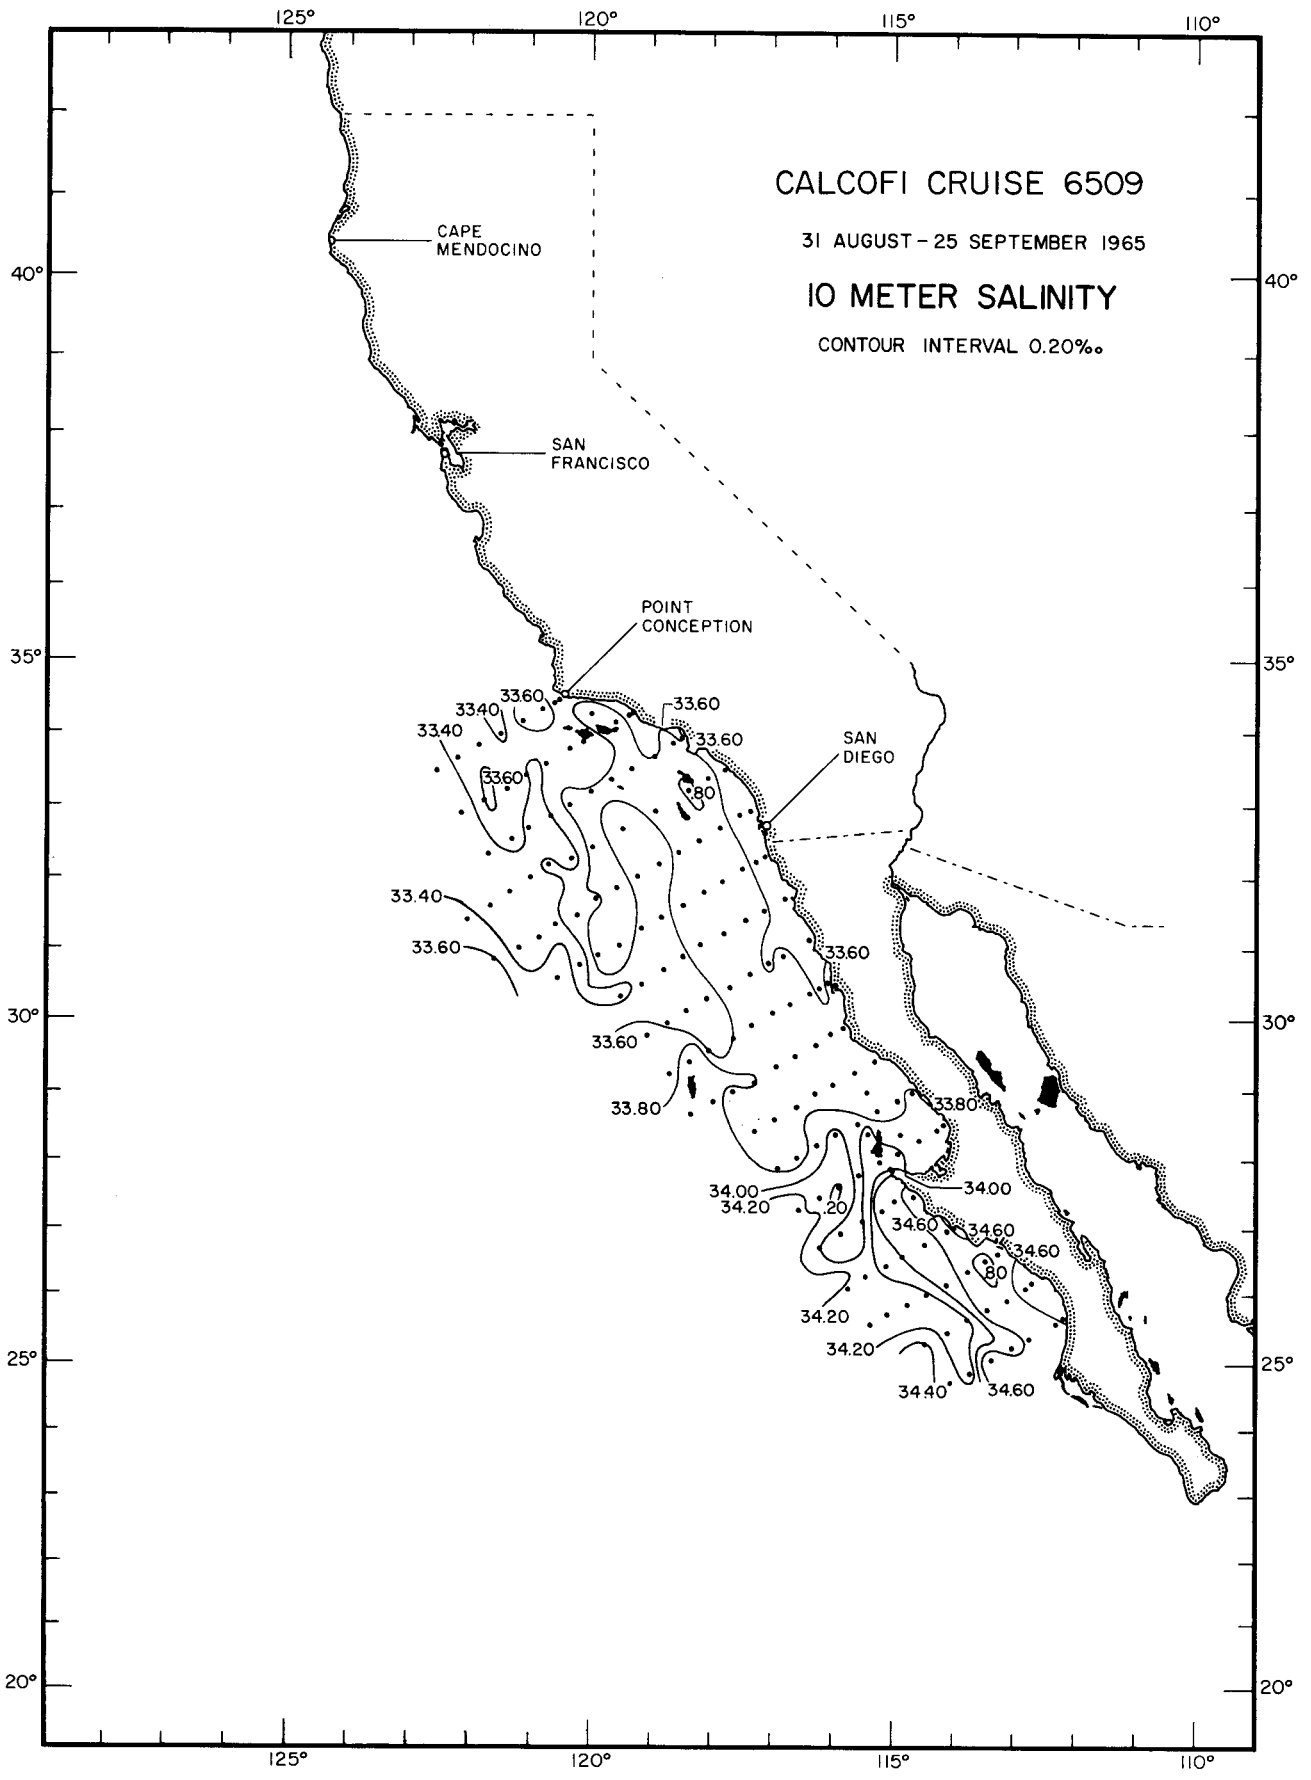 125° 120° 115° 110°
CALCOFI CRUISE 6509
31 AUGUST - 25 SEPTEMBER 1965
CAPE
MENDOCINO
40° 40°
10 METER SALINITY
CONTOUR INTERVAL 0.20‰
SAN
FRANCISCO
POINT
CONCEPTION
35° 35°
33.60
33.40
33.60
33.40
33.60
SAN
DIEGO
33.60
.80
33.40
33.60
33.60
30° 30°
33.60
33.80
33.80
34.00
34.20
.20
34.00
34.60
34.60
34.60
.80
34.20
34.20
25° 25°
34.40
34.60
20° 20°
125° 120° 115° 110°